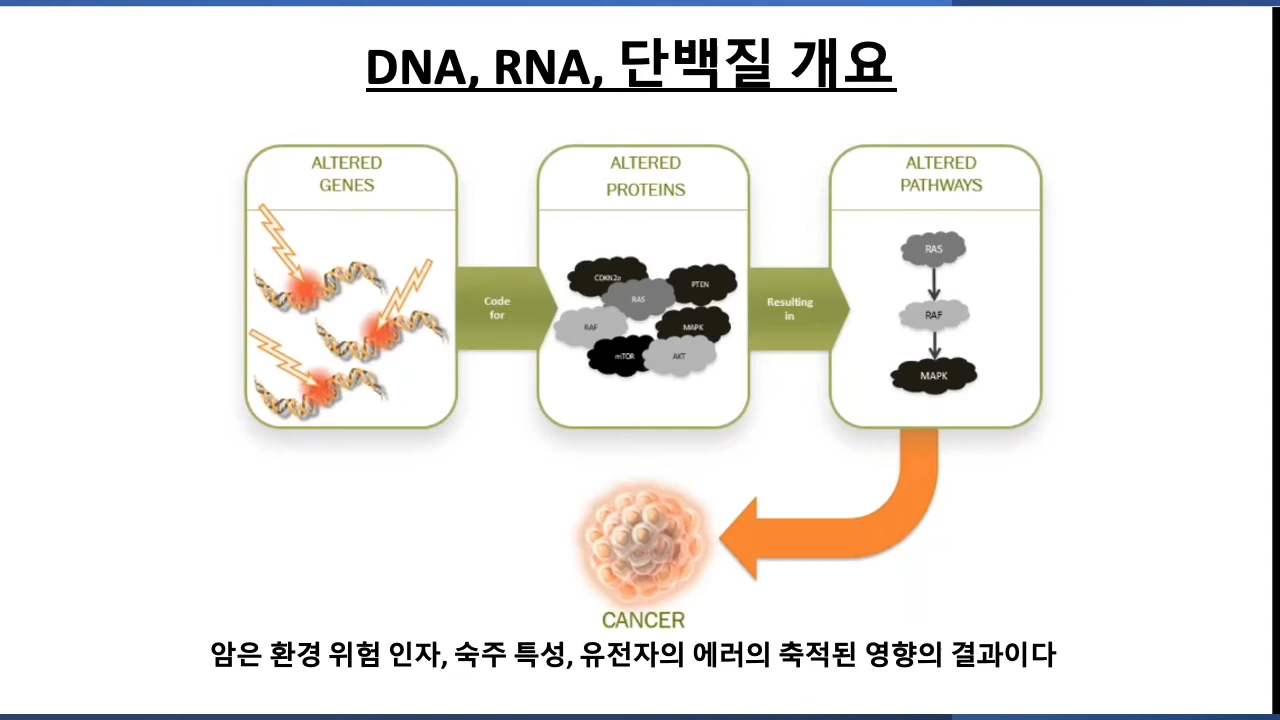 DNA, RNA, 단백질 개요
ALTERED
GENES
ALTERED
PROTEINS
ALTERED
PATHWAYS
Code
for
CDKN2a
PTEN
RAS
RAF
MAPK
mTOR
AKT
Resulting
in
RAS
RAF
MAPK
CANCER
암은 환경 위험 인자, 숙주 특성, 유전자의 에러의 축적된 영향의 결과이다